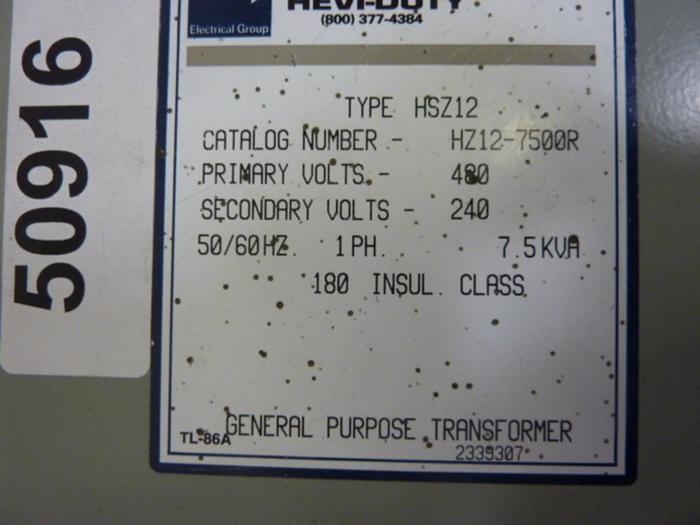 50916
HEVI-DUTY
(800) 377-4384
Electrical Group
TYPE HSZ12
CATALOG NUMBER - HZ12-7500R
PRIMARY VOLTS - 480
SECONDARY VOLTS - 240
50/60HZ. 1PH. 7.5KVA
180 INSUL. CLASS
GENERAL PURPOSE TRANSFORMER
TL-86A
2339307